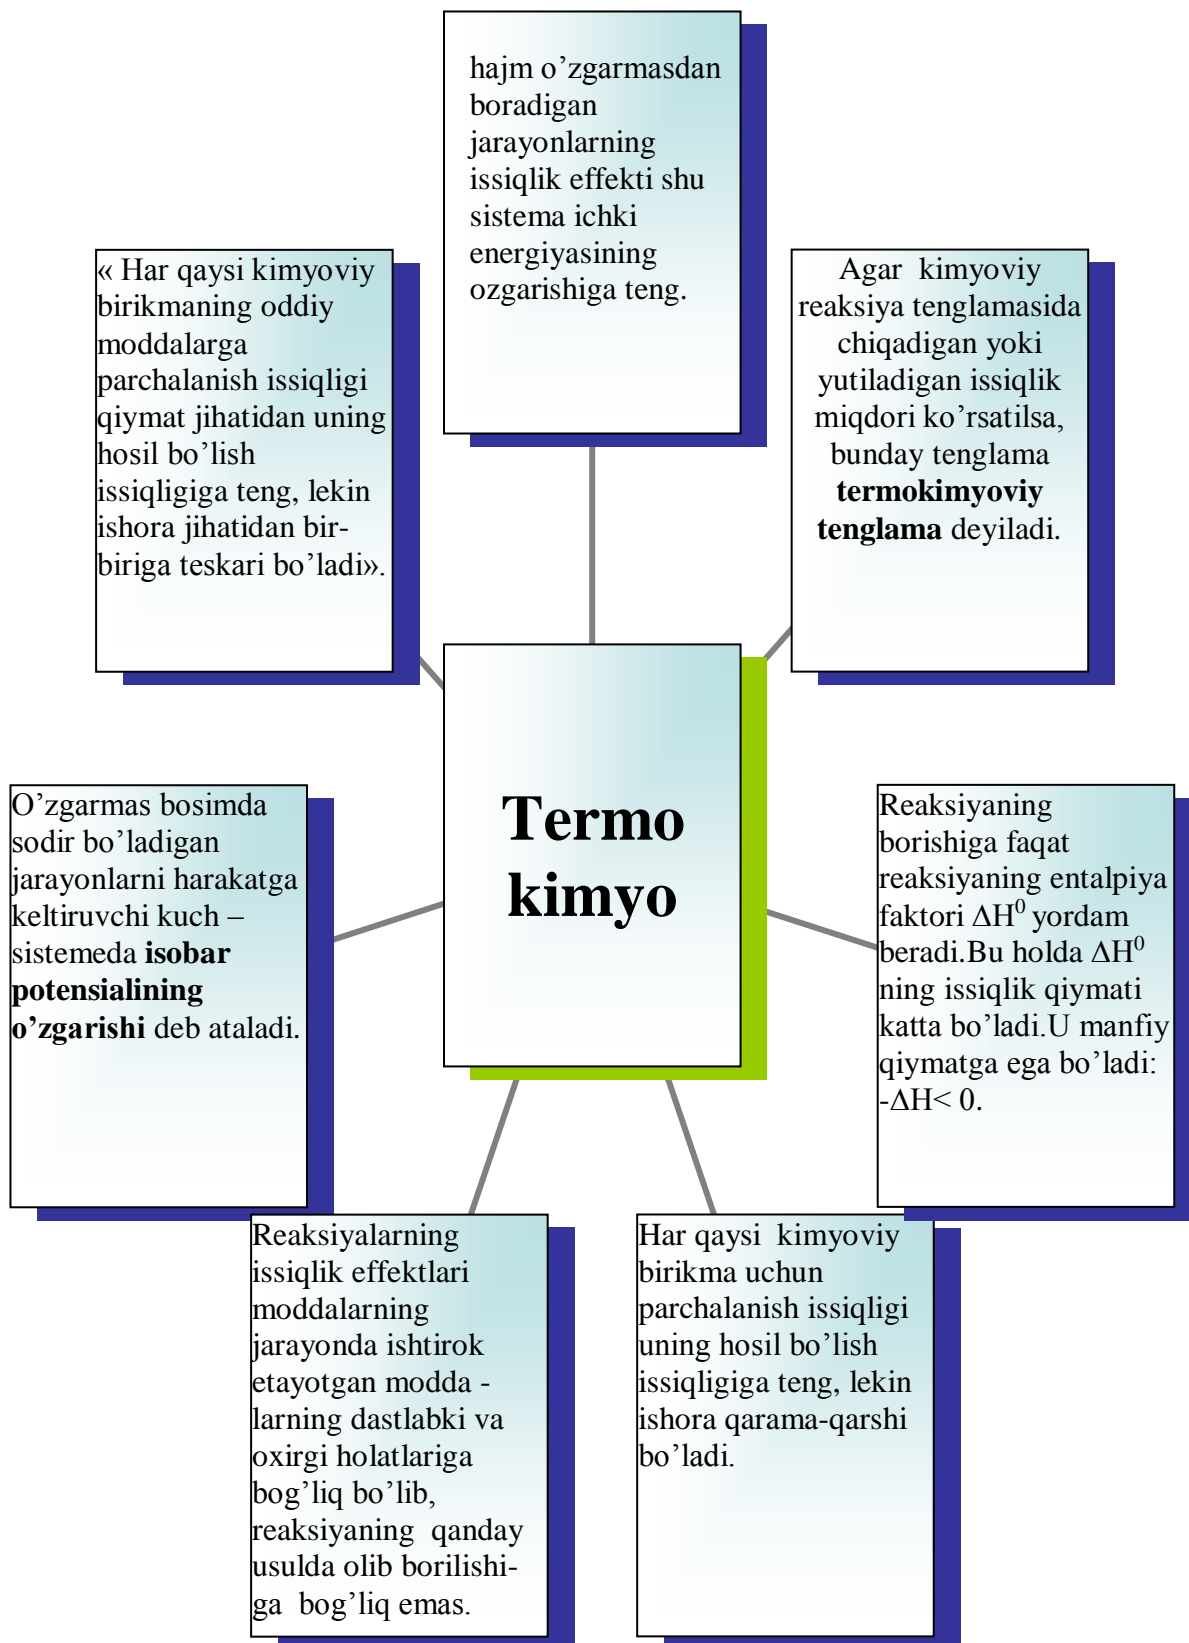 hajm o’zgarmasdan
boradigan
jarayonlarning
issiqlik effekti shu
sistema ichki
energiyasining
ozgarishiga teng.
« Har qaysi kimyoviy
birikmaning oddiy
moddalarga
parchalanish issiqligi
qiymat jihatidan uning
hosil bo’lish
issiqligiga teng, lekin
ishora jihatidan bir-
biriga teskari bo’ladi».
Agar kimyoviy
reaksiya tenglamasida
chiqadigan yoki
yutiladigan issiqlik
miqdori ko’rsatilsa,
bunday tenglama
termokimyoviy
tenglama deyiladi.
Termo
kimyo
O’zgarmas bosimda
sodir bo’ladigan
jarayonlarni harakatga
keltiruvchi kuch –
sistemeda isobar
potensialining
o’zgarishi deb ataladi.
Reaksiyaning
borishiga faqat
reaksiyaning entalpiya
faktori ΔH⁰ yordam
beradi.Bu holda ΔH⁰
ning issiqlik qiymati
katta bo’ladi.U manfiy
qiymatga ega bo’ladi:
-ΔH< 0.
Reaksiyalarning
issiqlik effektlari
moddalarning
jarayonda ishtirok
etayotgan modda -
larning dastlabki va
oxirgi holatlariga
bog’liq bo’lib,
reaksiyaning qanday
usulda olib borilishi-
ga bog’liq emas.
Har qaysi kimyoviy
birikma uchun
parchalanish issiqligi
uning hosil bo’lish
issiqligiga teng, lekin
ishora qarama-qarshi
bo’ladi.